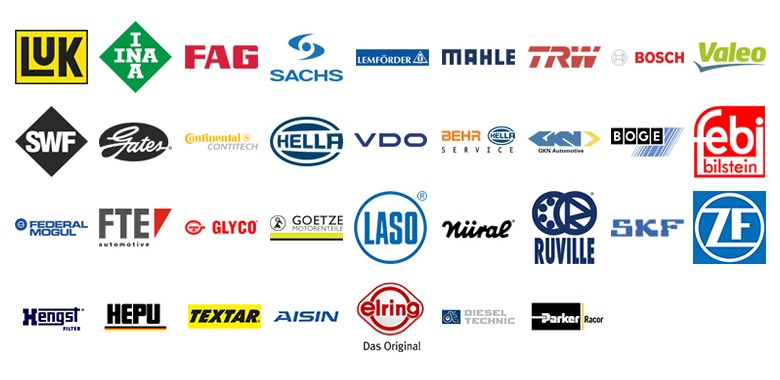 LUK
INA
FAG
SACHS
LEMFÖRDER
MAHLE
TRW
BOSCH
Valeo
SWF
Gates
Continental
CONTITECH
HELLA
VDO
BEHR HELLA
SERVICE
GKN
GKN Automotive
BOGE
febi
bilstein
FEDERAL
MOGUL
FTE
automotive
GLYCO®
GOETZE
MOTORENTEILE
LASO®
Nüral®
RUVILLE
SKF
ZF
Hengst
FILTER
HEPU
TEXTAR
AISIN
elring
Das Original
DIESEL
TECHNIC
Parker Racor